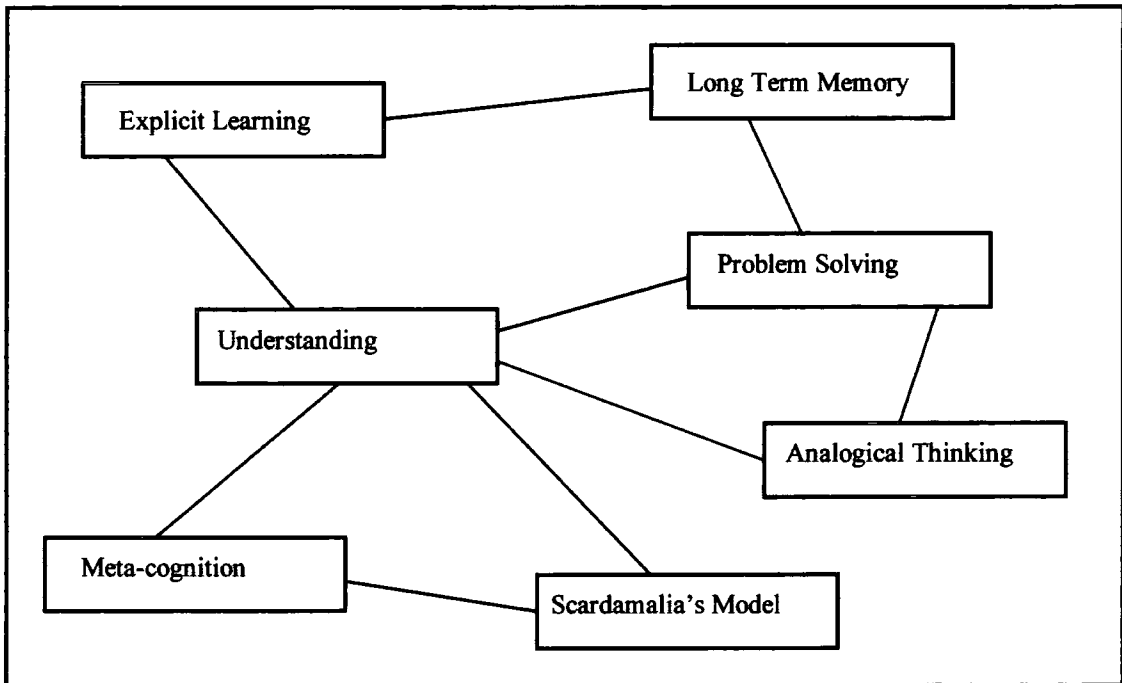 Long Term Memory
Explicit Learning
Problem Solving
Understanding
Analogical Thinking
Meta-cognition
Scardamalia's Model